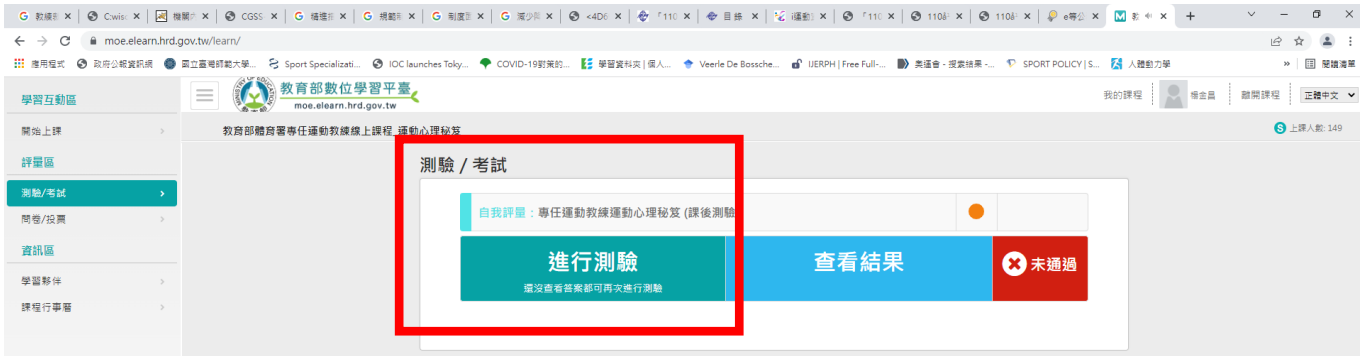 C:wisc
CGSS
<4D6
目錄
moe.elearn.hrd.gov.tw/learn/
應用程式
政府公報資訊網
國立臺灣師範大學...
Sport Specializati...
IOC launches Toky...
COVID-19對策的...
學習資料夾 | 個人...
Veerle De Bossche...
IJERPH | Free Full-...
奧運會 - 搜索结果 -...
SPORT POLICY | S...
人體動力學
»
閱讀清單
學習互動區
教育部數位學習平臺
moe.elearn.hrd.gov.tw
我的課程
離開課程
正體中文
開始上課
教育部體育署專任運動教練線上課程_運動心理秘笈
上課人數: 149
評量區
測驗/考試
測驗 / 考試
問卷/投票
自我評量：專任運動教練運動心理秘笈 (課後測驗
資訊區
進行測驗
還沒查看答案都可再次進行測驗
查看結果
未通過
學習夥伴
課程行事曆